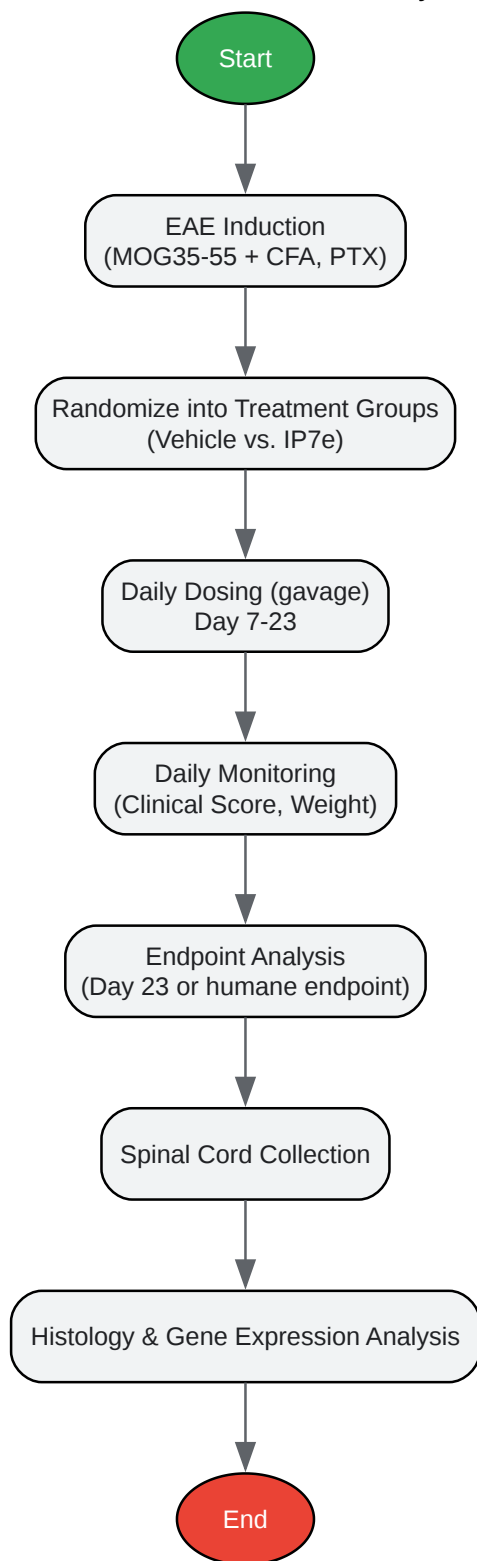 Start
EAE Induction
(MOG35-55 + CFA, PTX)
Randomize into Treatment Groups
(Vehicle vs. IP7e)
Daily Dosing (gavage)
Day 7-23
Daily Monitoring
(Clinical Score, Weight)
Endpoint Analysis
(Day 23 or humane endpoint)
Spinal Cord Collection
Histology & Gene Expression Analysis
End